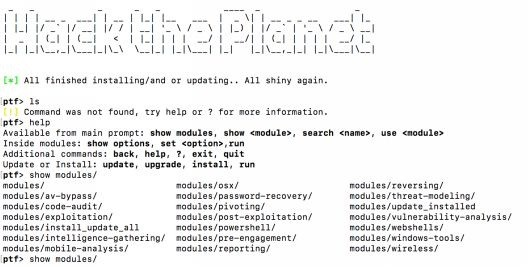 Hack the Planet
[*] All finished installing/and or updating.. All shiny again.
ptf> ls
[!] Command was not found, try help or ? for more information.
ptf> help
Available from main prompt: show modules, show <module>, search <name>, use <module>
Inside modules: show options, set <option>,run
Additional commands: back, help, ?, exit, quit
Update or Install: update, upgrade, install, run
ptf> show modules/
modules/ modules/osx/ modules/reversing/
modules/av-bypass/ modules/password-recovery/ modules/threat-modeling/
modules/code-audit/ modules/pivoting/ modules/update_installed
modules/exploitation/ modules/post-exploitation/ modules/vulnerability-analysis/
modules/install_update_all modules/powershell/ modules/webshells/
modules/intelligence-gathering/ modules/pre-engagement/ modules/windows-tools/
modules/mobile-analysis/ modules/reporting/ modules/wireless/
ptf> show modules/